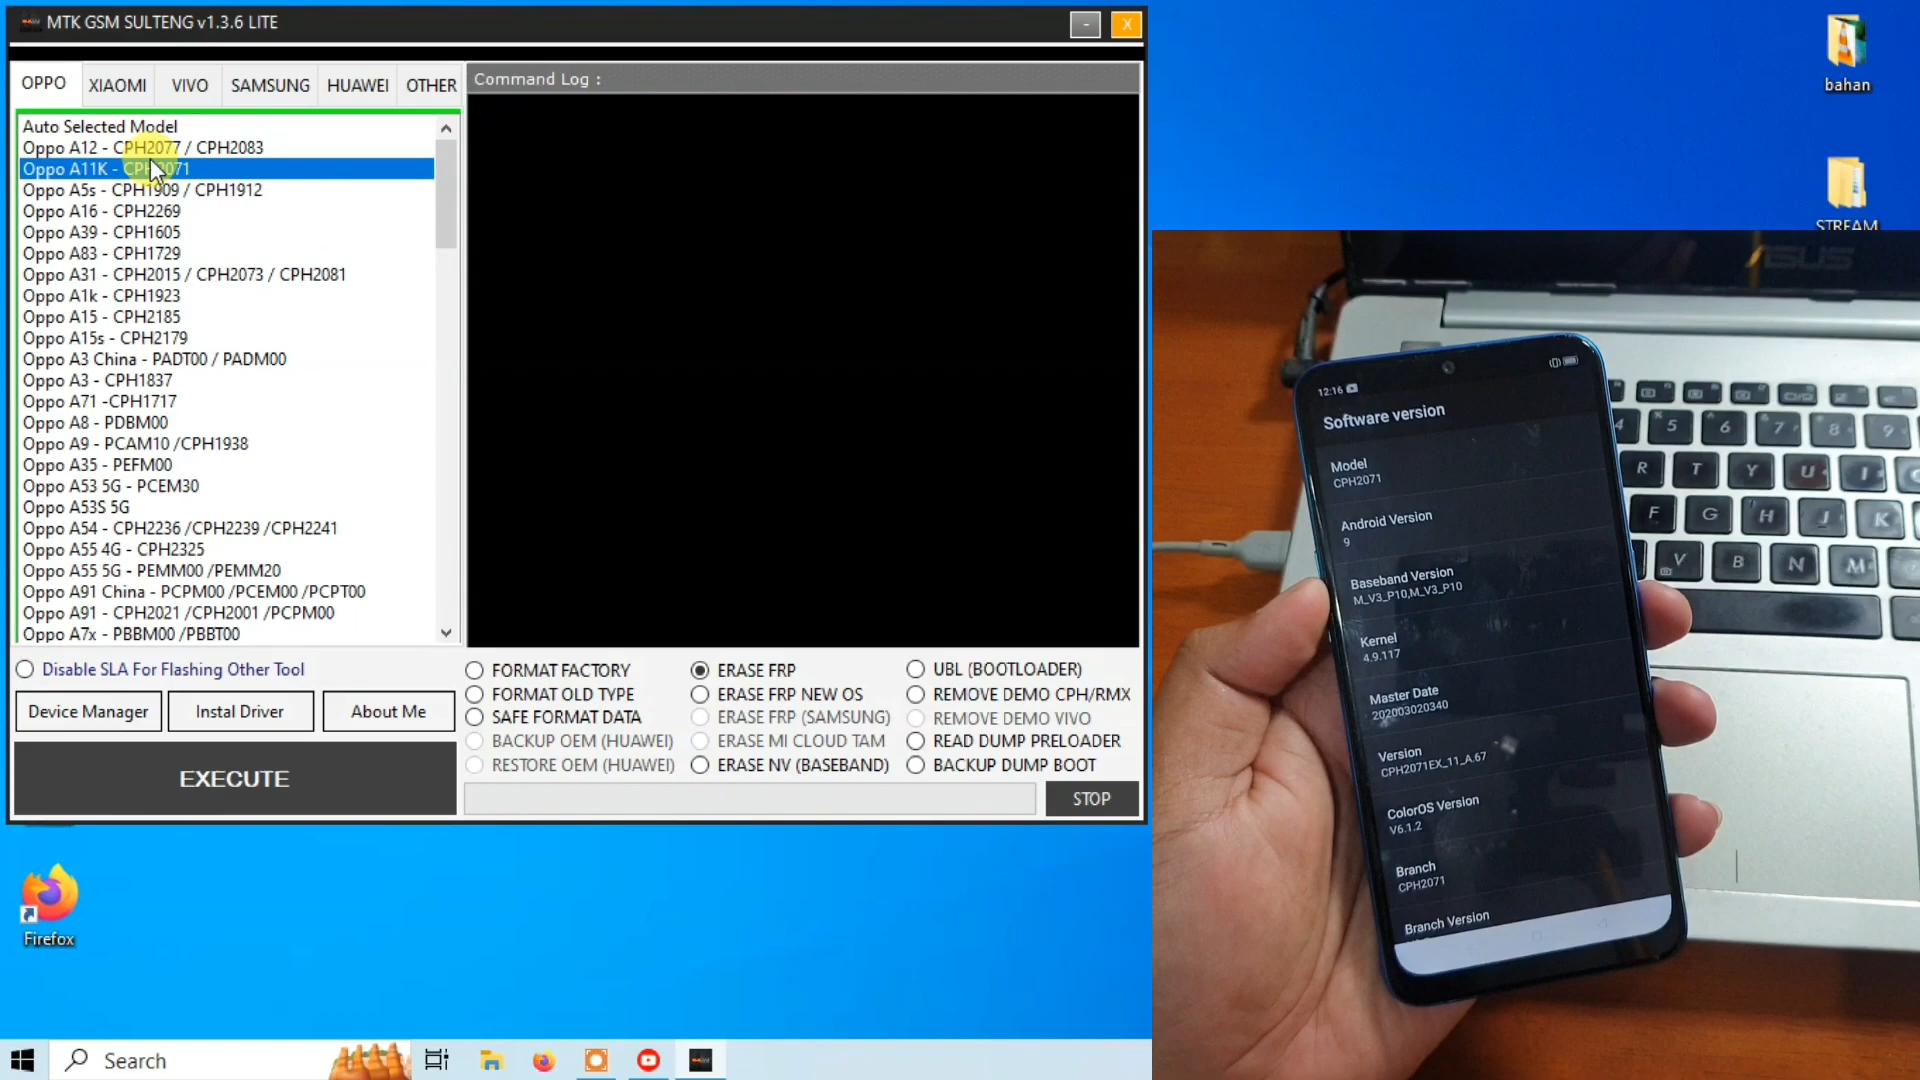 MTK GSM SULTENG v1.3.6 LITE
-
X
OPPO
XIAOMI
VIVO
SAMSUNG
HUAWEI
OTHER
Command Log :
Auto Selected Model
Oppo A12 - CPH2077 / CPH2083
Oppo A11K - CPH2071
Oppo A5s - CPH1909 / CPH1912
Oppo A16 - CPH2269
Oppo A39 - CPH1605
Oppo A83 - CPH1729
Oppo A31 - CPH2015 / CPH2073 / CPH2081
Oppo A1k - CPH1923
Oppo A15 - CPH2185
Oppo A15s - CPH2179
Oppo A3 China - PADT00 / PADM00
Oppo A3 - CPH1837
Oppo A71 -CPH1717
Oppo A8 - PDBM00
Oppo A9 - PCAM10 /CPH1938
Oppo A35 - PEFM00
Oppo A53 5G - PCEM30
Oppo A53S 5G
Oppo A54 - CPH2236 /CPH2239 /CPH2241
Oppo A55 4G - CPH2325
Oppo A55 5G - PEMM00 /PEMM20
Oppo A91 China - PCPM00 /PCEM00 /PCPT00
Oppo A91 - CPH2021 /CPH2001 /PCPM00
Oppo A7x - PBBM00 /PBBT00
Disable SLA For Flashing Other Tool
Device Manager
Instal Driver
About Me
EXECUTE
FORMAT FACTORY
FORMAT OLD TYPE
SAFE FORMAT DATA
BACKUP OEM (HUAWEI)
RESTORE OEM (HUAWEI)
ERASE FRP
ERASE FRP NEW OS
ERASE FRP (SAMSUNG)
ERASE MI CLOUD TAM
ERASE NV (BASEBAND)
UBL (BOOTLOADER)
REMOVE DEMO CPH/RMX
REMOVE DEMO VIVO
READ DUMP PRELOADER
BACKUP DUMP BOOT
STOP
bahan
STREAM
Firefox
Search
ASUS
12:16
Software version
Model
CPH2071
Android Version
9
Baseband Version
M_V3_P10,M_V3_P10
Kernel
4.9.117
Master Date
202003020340
Version
CPH2071EX_11_A.67
ColorOS Version
V6.1.2
Branch
CPH2071
Branch Version
4 5 6 7 8 9
R T Y U I
F G H J K
V B N M